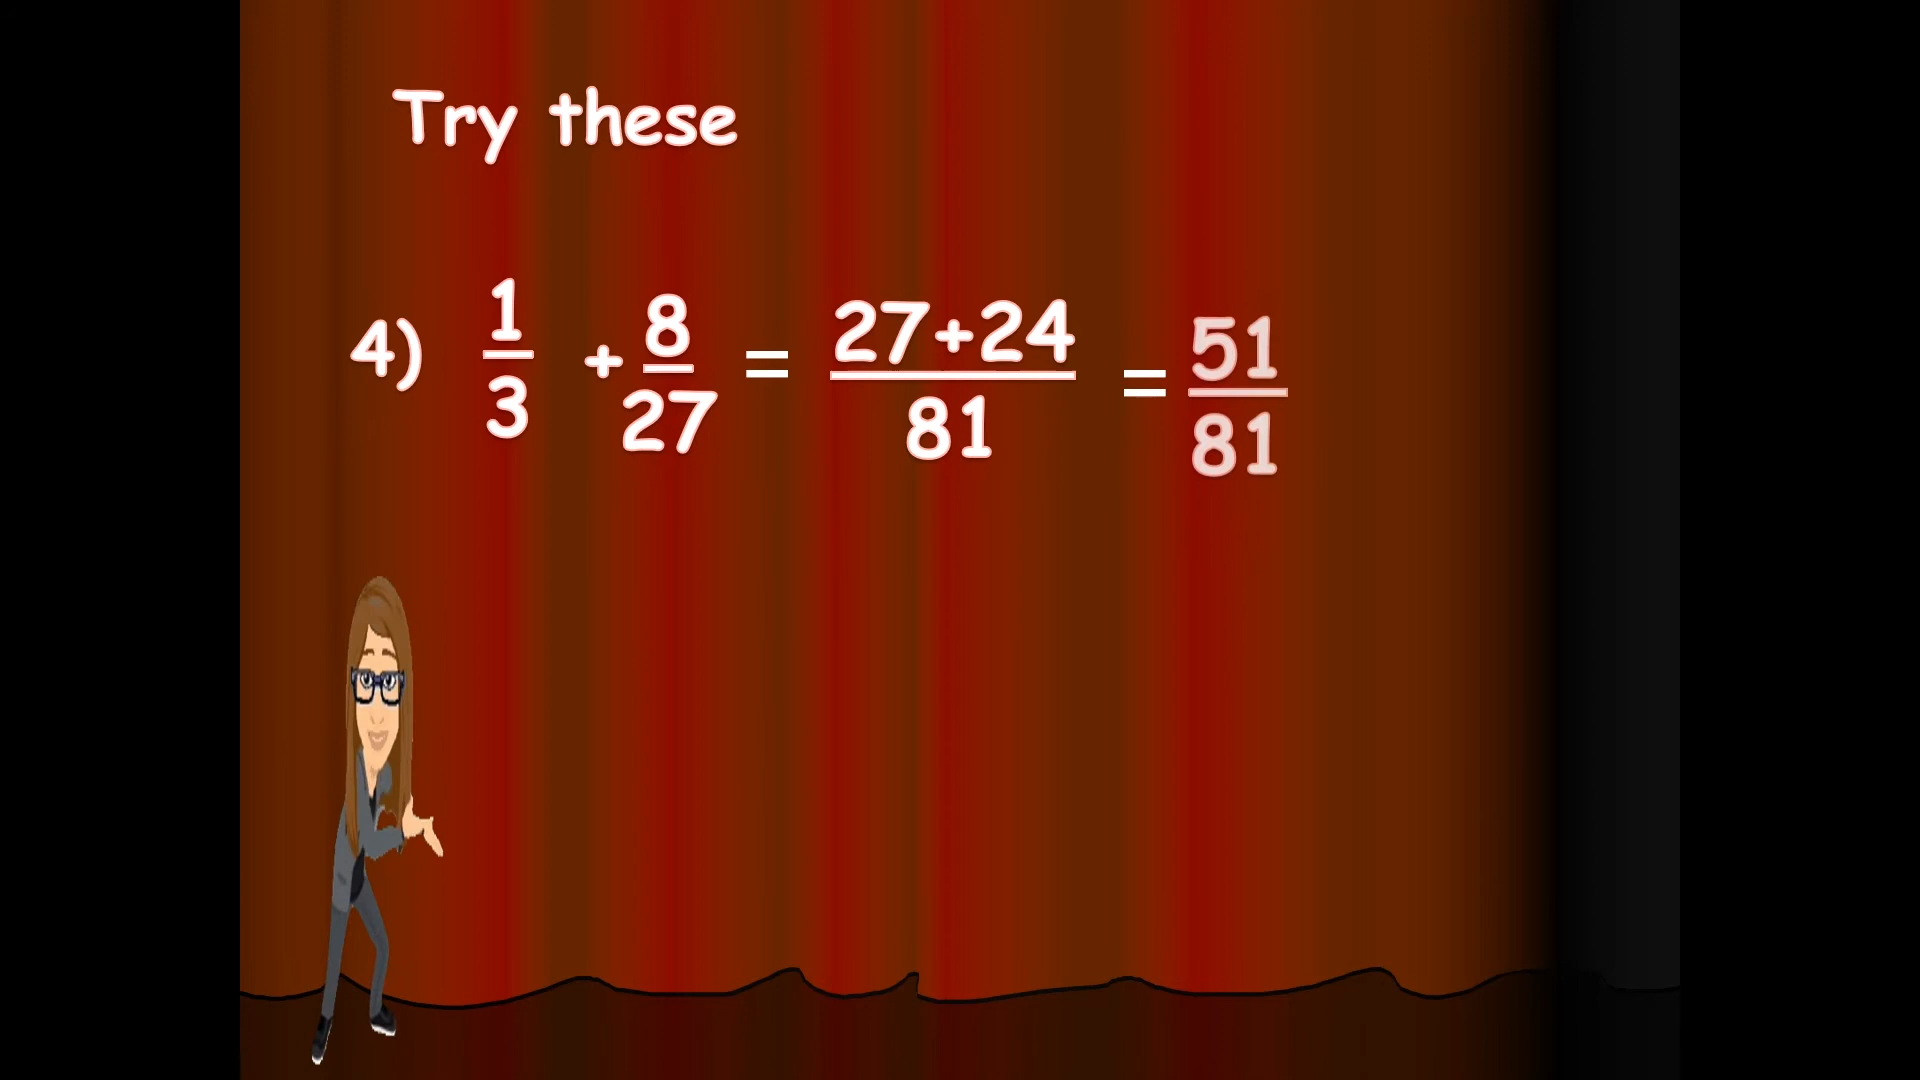 Try these
4) 1/3 + 8/27 = 27+24/81 = 51/81